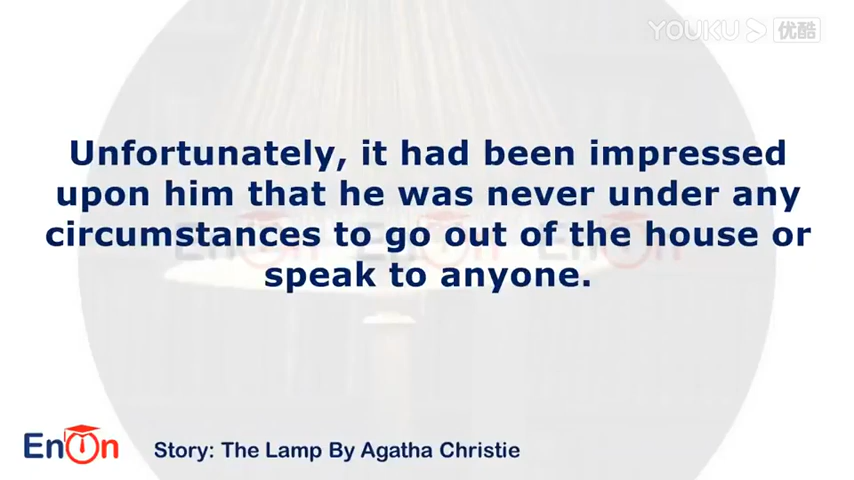 YOUKU 优酷
Unfortunately, it had been impressed
upon him that he was never under any
circumstances to go out of the house or
speak to anyone.
EnOn
Story: The Lamp By Agatha Christie